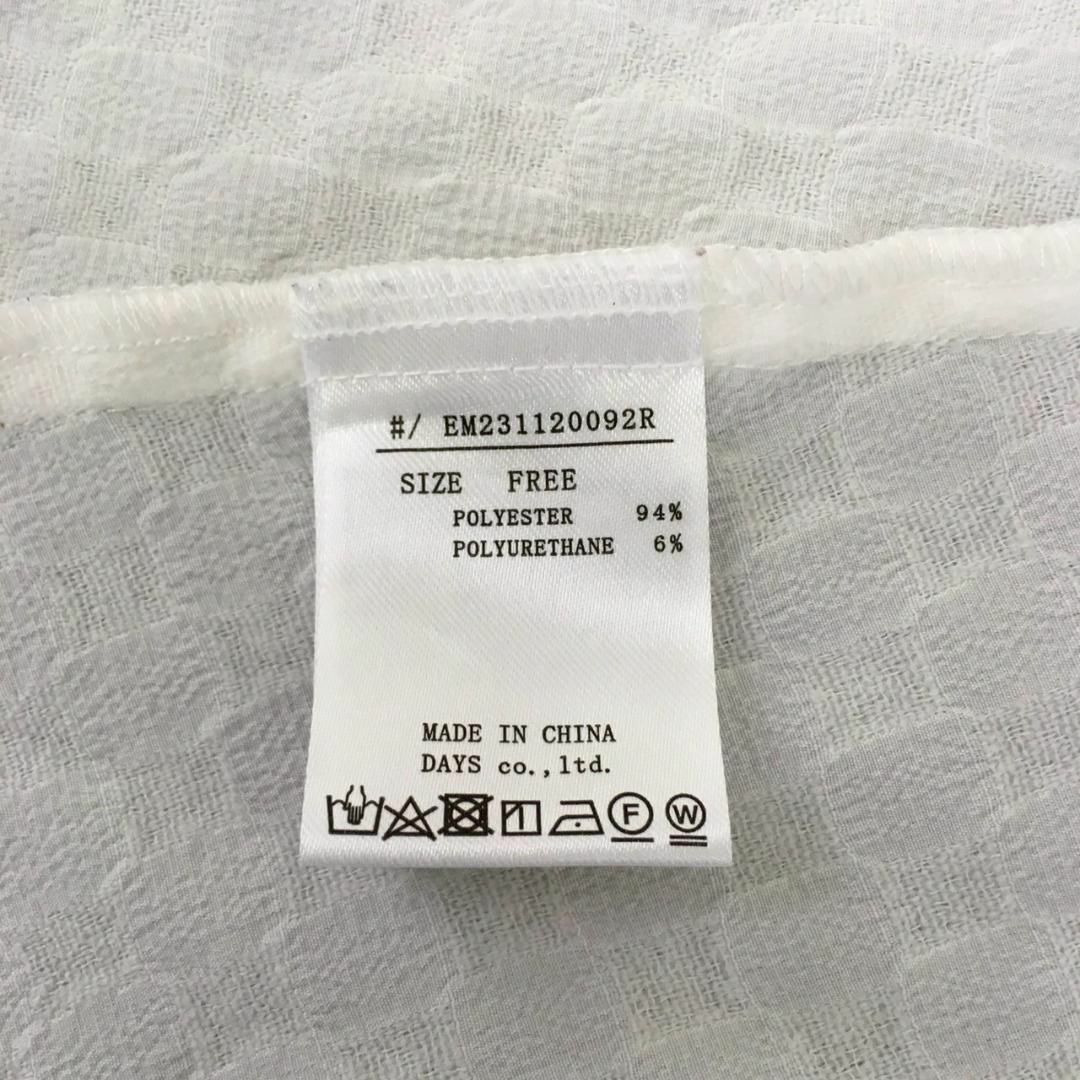 #/ EM231120092R
SIZE FREE
POLYESTER 94%
POLYURETHANE 6%
MADE IN CHINA
DAYS co.,ltd.
F W